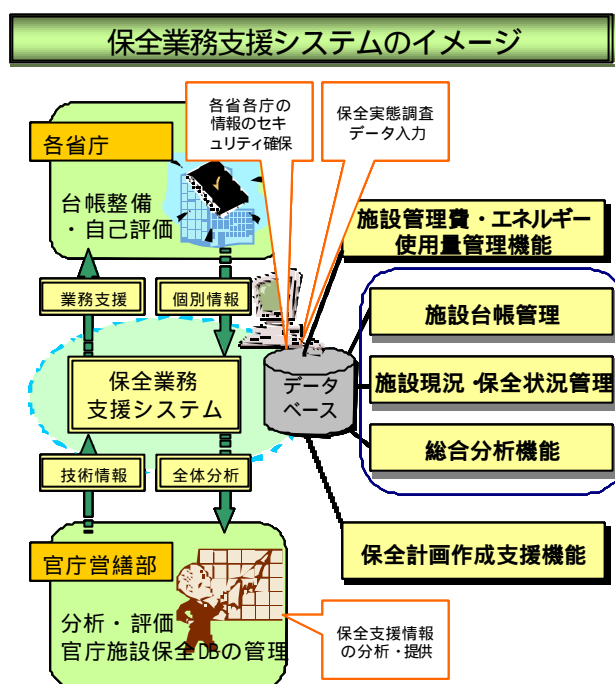 保全業務支援システムのイメージ
各省各庁の
情報のセキ
ュリティ確保
保全実態調査
データ入力
各省庁
台帳整備
・自己評価
業務支援
個別情報
保全業務
支援システム
技術情報
全体分析
官庁営繕部
分析・評価
官庁施設保全DBの管理
データ
ベース
施設管理費・エネルギー
使用量管理機能
施設台帳管理
施設現況・保全状況管理
総合分析機能
保全計画作成支援機能
保全支援情報
の分析・提供